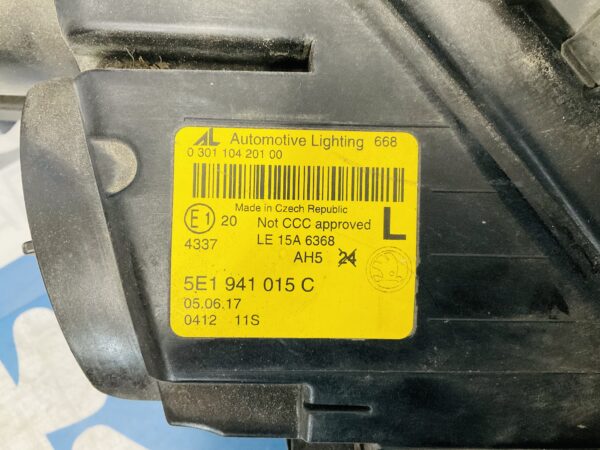 AL Automotive Lighting 668
0 301 104 201 00
Made in Czech Republic
E1 20 Not CCC approved L
4337 LE 15A 6368
AH5 24
5E1 941 015 C
05.06.17
0412 11S